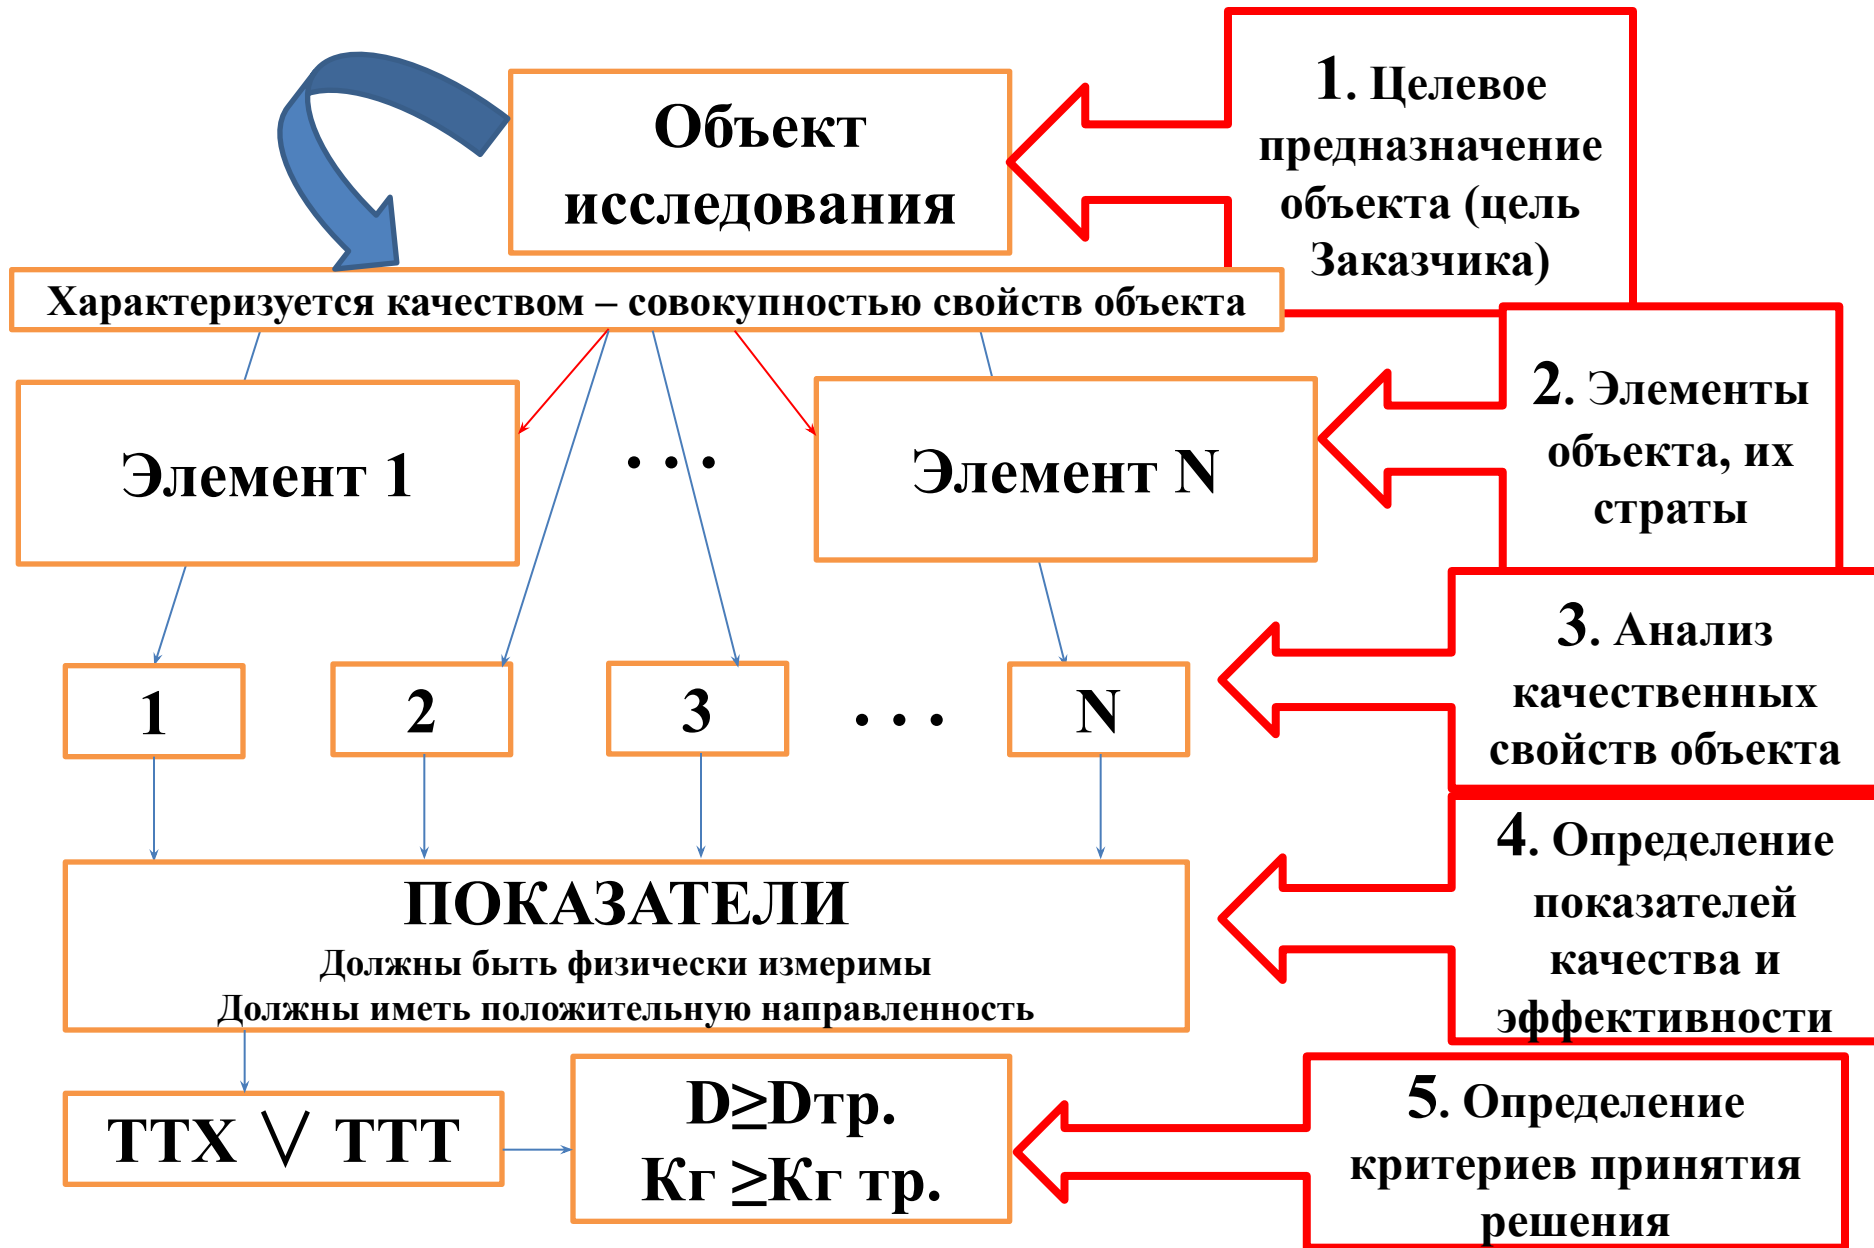 Объект
исследования
1. Целевое
предназначение
объекта (цель
Заказчика)
Характеризуется качеством – совокупностью свойств объекта
Элемент 1
. . .
Элемент N
2. Элементы
объекта, их
страты
1
2
3
. . .
N
3. Анализ
качественных
свойств объекта
ПОКАЗАТЕЛИ
Должны быть физически измеримы
Должны иметь положительную направленность
4. Определение
показателей
качества и
эффективности
ТТХ ∨ ТТТ
D≥Dтр.
Кг ≥Кг тр.
5. Определение
критериев принятия
решения